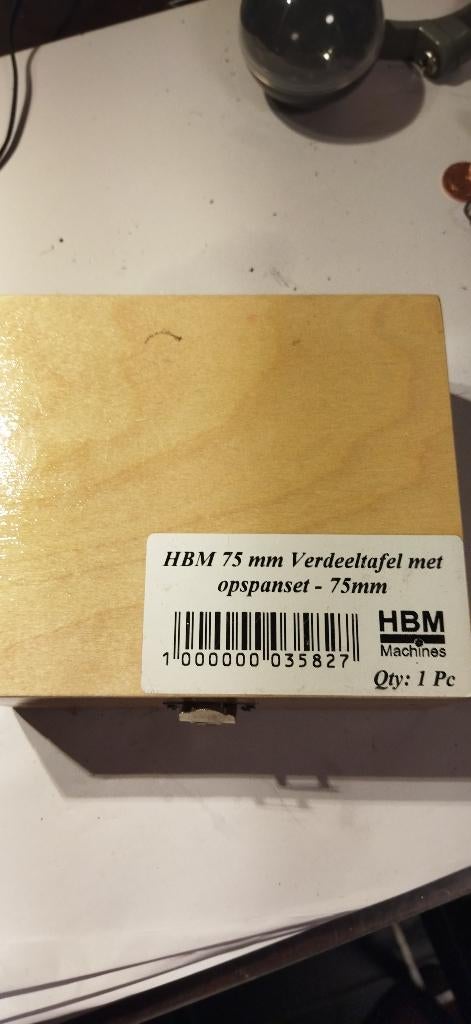 HBM 75 mm Verdeeltafel met
opspanset - 75mm
1 000000 035827
HBM
Machines
Qty: 1 Pc